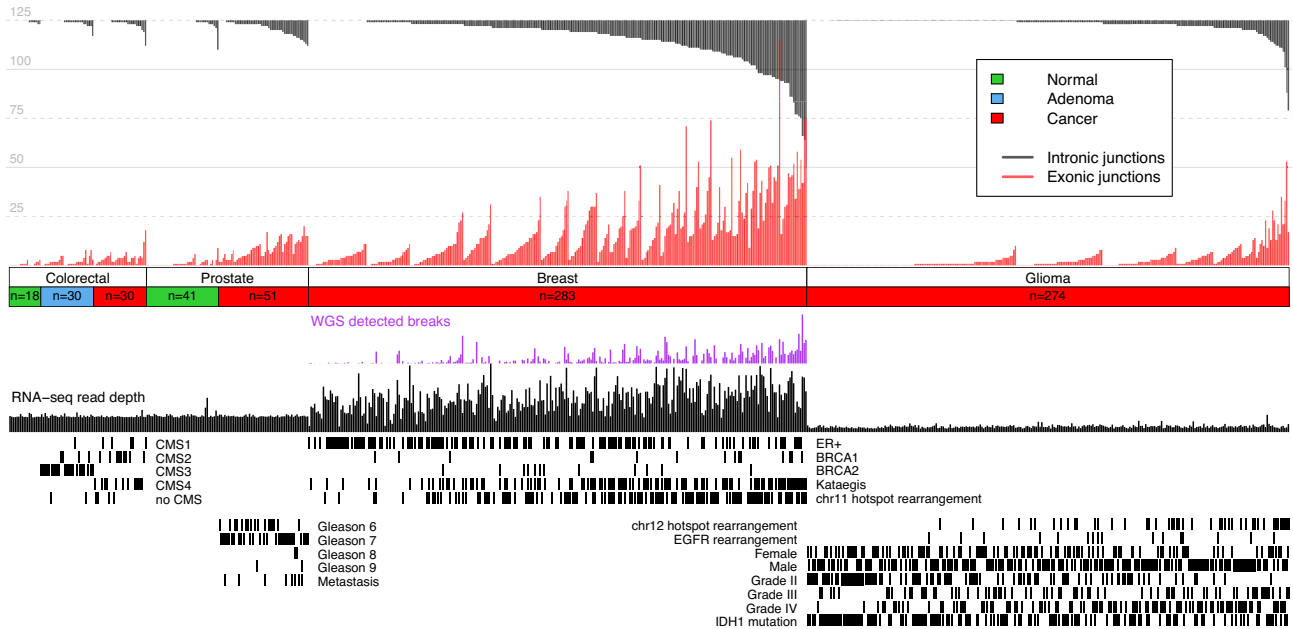 125
100
75
50
25
Normal
Adenoma
Cancer
Intronic junctions
Exonic junctions
Colorectal
Prostate
Breast
Glioma
n=18
n=30
n=30
n=41
n=51
n=283
n=274
WGS detected breaks
RNA−seq read depth
CMS1
CMS2
CMS3
CMS4
no CMS
ER+
BRCA1
BRCA2
Kataegis
chr11 hotspot rearrangement
Gleason 6
Gleason 7
Gleason 8
Gleason 9
Metastasis
chr12 hotspot rearrangement
EGFR rearrangement
Female
Male
Grade II
Grade III
Grade IV
IDH1 mutation